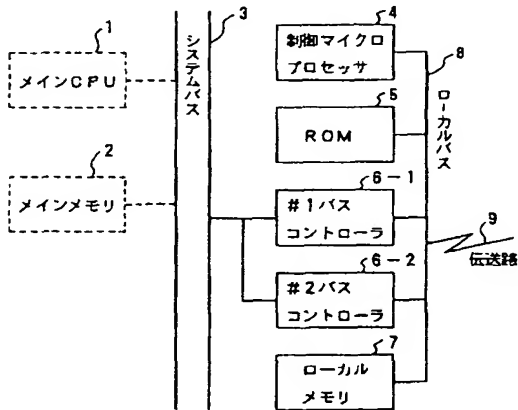 1
メインCPU
2
メインメモリ
3
システムバス
4
制御マイクロ
プロセッサ
5
ROM
6-1
#1バス
コントローラ
6-2
#2バス
コントローラ
7
ローカル
メモリ
8
ローカルバス
9
伝送路